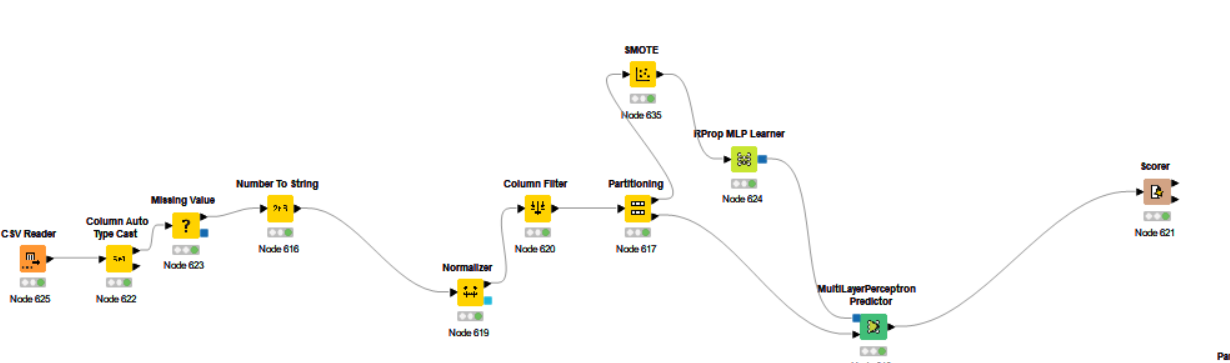 SMOTE
Node 635
RProp MLP Learner
Node 624
Scorer
Node 621
Number To String
Node 616
Column Filter
Node 620
Partitioning
Node 617
Missing Value
?
Node 623
Column Auto
Type Cast
Node 622
CSV Reader
Node 625
Normalizer
Node 619
MultiLayerPerceptron
Predictor